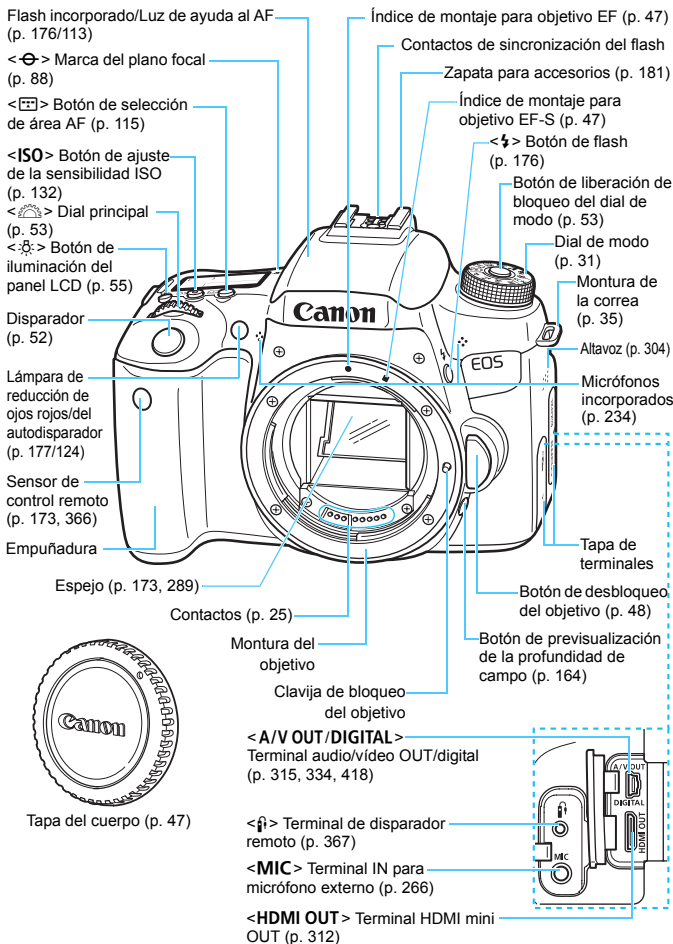 Flash incorporado/Luz de ayuda al AF
(p. 176/113)
< > Marca del plano focal
(p. 88)
< > Botón de selección
de área AF (p. 115)
<ISO> Botón de ajuste
de la sensibilidad ISO
(p. 132)
< > Dial principal
(p. 53)
< > Botón de
iluminación del
panel LCD (p. 55)
Disparador
(p. 52)
Lámpara de
reducción de
ojos rojos/del
autodisparador
(p. 177/124)
Sensor de
control remoto
(p. 173, 366)
Empuñadura
Espejo (p. 173, 289)
Contactos (p. 25)
Montura del
objetivo
Clavija de bloqueo
del objetivo
Índice de montaje para objetivo EF (p. 47)
Contactos de sincronización del flash
Zapata para accesorios (p. 181)
Índice de montaje para
objetivo EF-S (p. 47)
< > Botón de flash
(p. 176)
Botón de liberación de
bloqueo del dial de
modo (p. 53)
Dial de modo
(p. 31)
Montura de
la correa
(p. 35)
Altavoz (p. 304)
Micrófonos
incorporados
(p. 234)
Tapa de
terminales
Botón de desbloqueo
del objetivo (p. 48)
Botón de previsualización
de la profundidad de
campo (p. 164)
Canon
EOS
Canon
Tapa del cuerpo (p. 47)
<A/V OUT/DIGITAL>
Terminal audio/vídeo OUT/digital
(p. 315, 334, 418)
< > Terminal de disparador
remoto (p. 367)
<MIC> Terminal IN para
micrófono externo (p. 266)
<HDMI OUT> Terminal HDMI mini
OUT (p. 312)
A/V OUT
DIGITAL
HDMI OUT
MIC